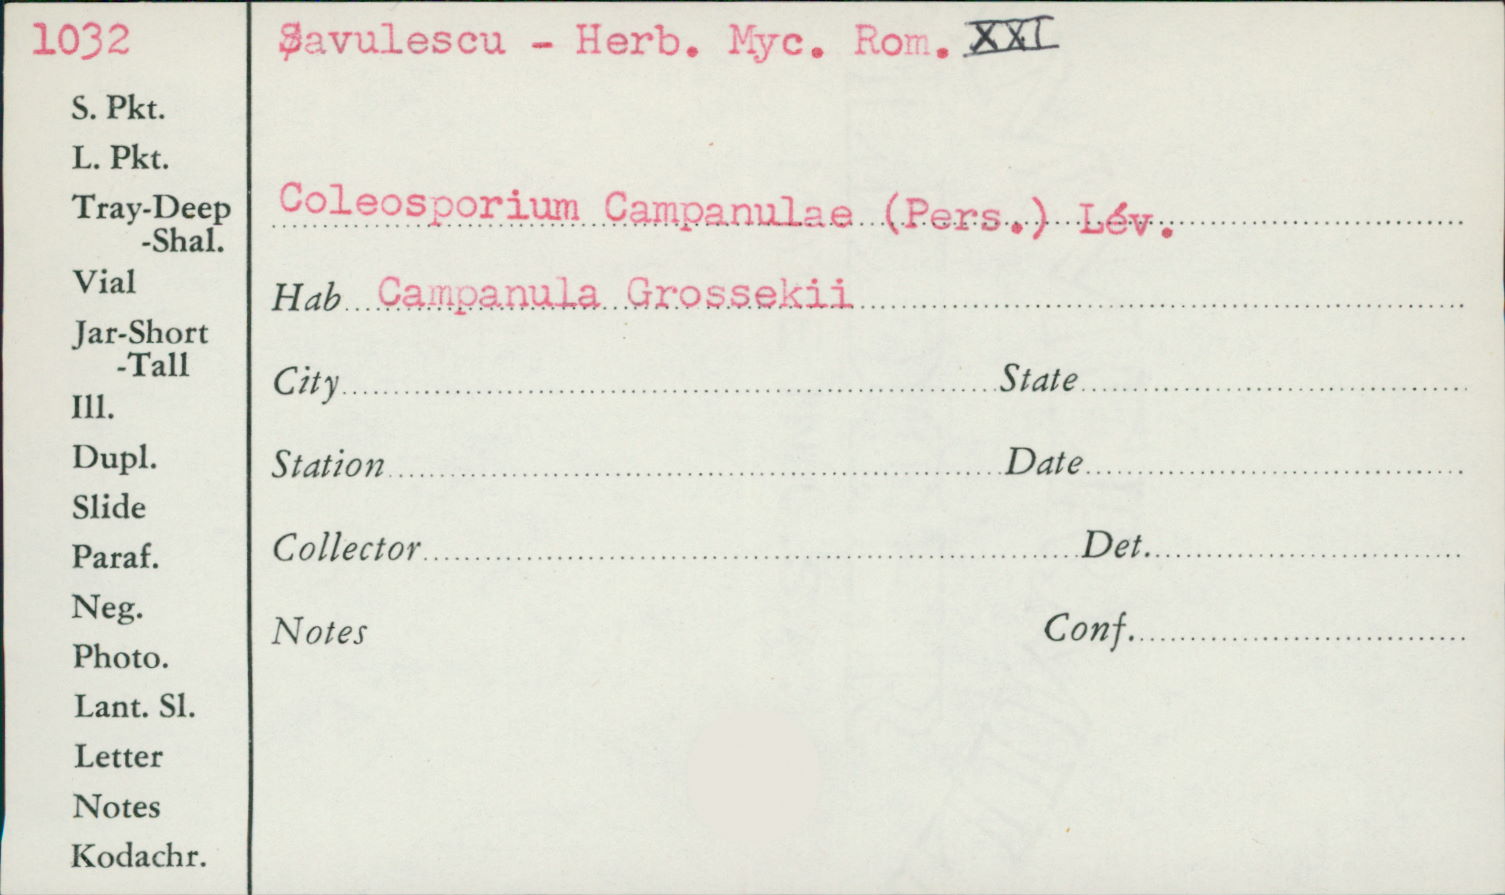 1032
Savulescu - Herb. Myc. Rom. XXI
S. Pkt.
L. Pkt.
Tray-Deep
-Shal.
Vial
Jar-Short
-Tall
Ill.
Dupl.
Slide
Paraf.
Neg.
Photo.
Lant. Sl.
Letter
Notes
Kodachr.
Coleosporium Campanulae (Pers.) Lév.
Hab Campanula Grossekii
City State
Station Date
Collector Det.
Notes Conf.